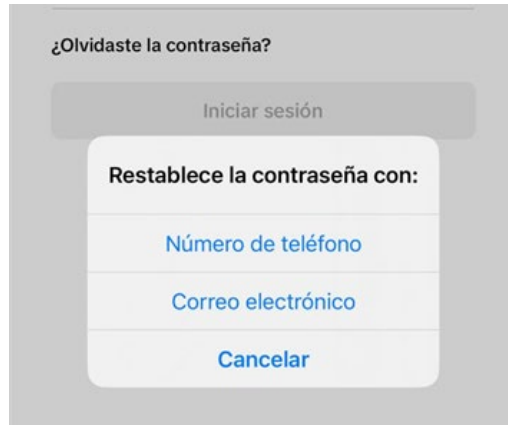 ¿Olvidaste la contraseña?
Iniciar sesión
Restablece la contraseña con:
Número de teléfono
Correo electrónico
Cancelar